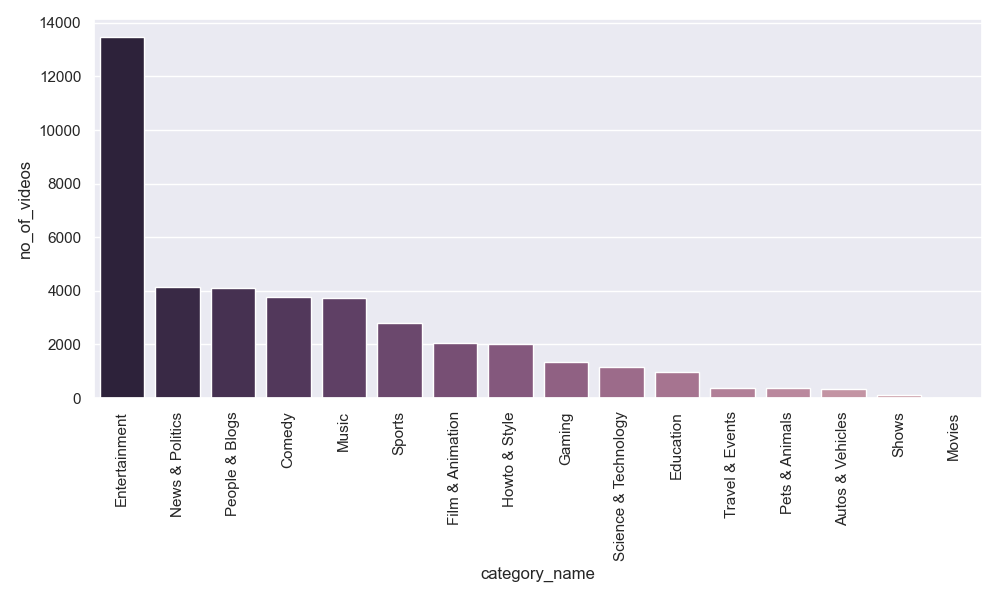 14000
12000
10000
8000
6000
4000
2000
0
no_of_videos
Entertainment
News & Politics
People & Blogs
Comedy
Music
Sports
Film & Animation
Howto & Style
Gaming
Science & Technology
Education
Travel & Events
Pets & Animals
Autos & Vehicles
Shows
Movies
category_name